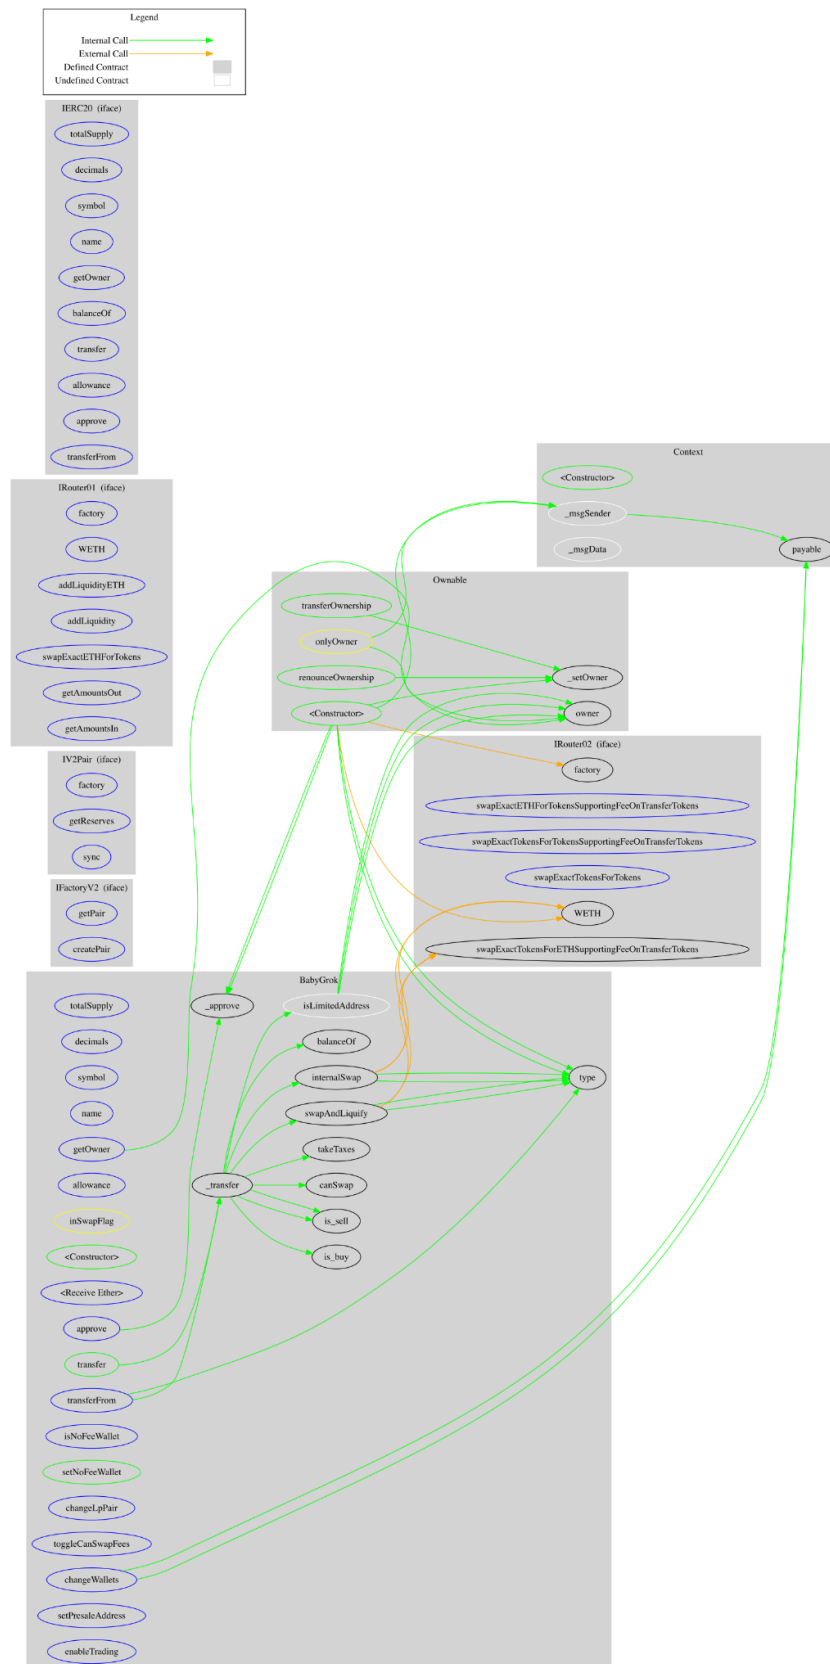 Legend
Internal Call
External Call
Defined Contract
Undefined Contract
IERC20 (iface)
totalSupply
decimals
symbol
name
getOwner
balanceOf
transfer
allowance
approve
transferFrom
IRouter01 (iface)
factory
WETH
addLiquidityETH
addLiquidity
swapExactETHForTokens
getAmountsOut
getAmountsIn
IV2Pair (iface)
factory
getReserves
sync
IFactoryV2 (iface)
getPair
createPair
Context
<Constructor>
_msgSender
_msgData
payable
Ownable
transferOwnership
onlyOwner
renounceOwnership
<Constructor>
_setOwner
owner
IRouter02 (iface)
factory
swapExactETHForTokensSupportingFeeOnTransferTokens
swapExactTokensForTokensSupportingFeeOnTransferTokens
swapExactTokensForTokens
WETH
swapExactTokensForETHSupportingFeeOnTransferTokens
BabyGrok
totalSupply
decimals
symbol
name
getOwner
allowance
inSwapFlag
<Constructor>
<Receive Ether>
approve
transfer
transferFrom
isNoFeeWallet
setNoFeeWallet
changeLpPair
toggleCanSwapFees
changeWallets
setPresaleAddress
enableTrading
_approve
_transfer
isLimitedAddress
balanceOf
internalSwap
swapAndLiquify
takeTaxes
canSwap
is_sell
is_buy
type